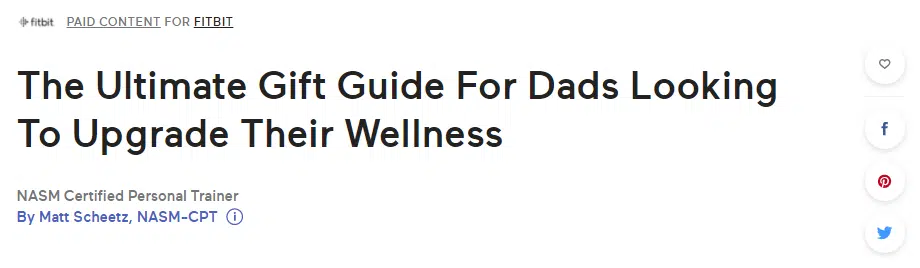 fitbit PAID CONTENT FOR FITBIT
The Ultimate Gift Guide For Dads Looking
To Upgrade Their Wellness
NASM Certified Personal Trainer
By Matt Scheetz, NASM-CPT